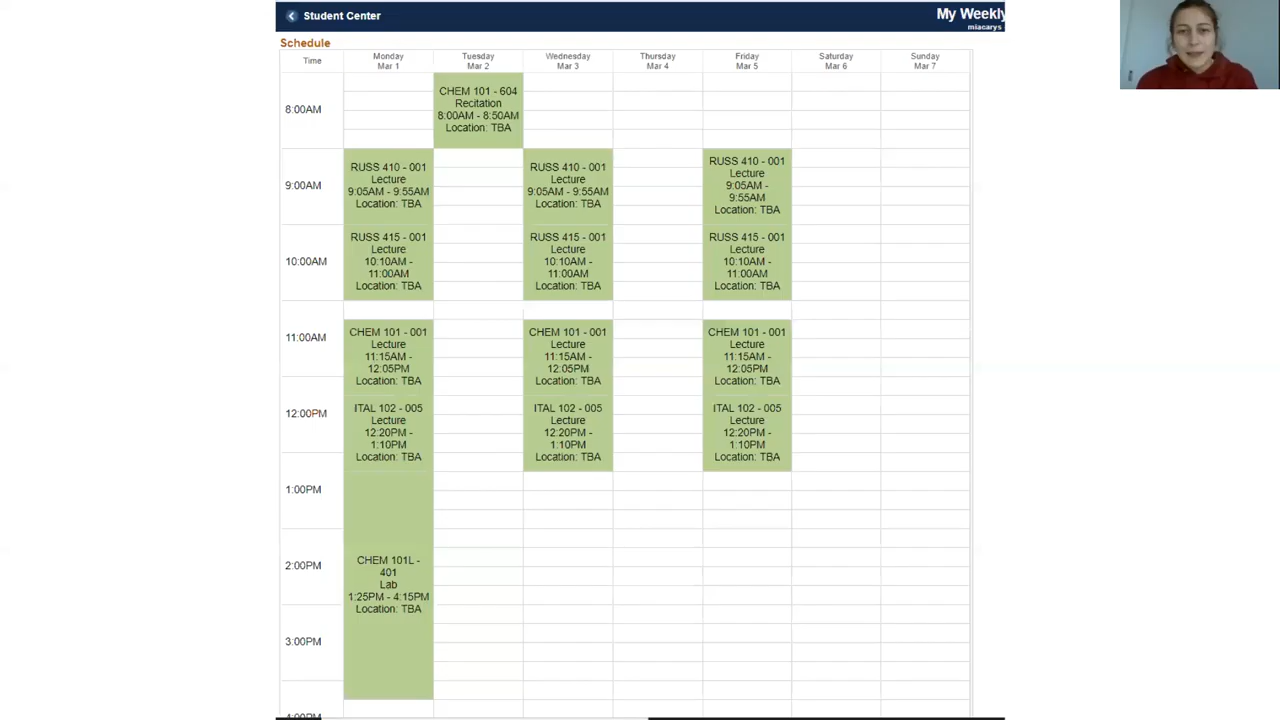 Student Center
My Weekly
miacarys
Schedule
Time
Monday
Mar 1
Tuesday
Mar 2
Wednesday
Mar 3
Thursday
Mar 4
Friday
Mar 5
Saturday
Mar 6
Sunday
Mar 7
8:00AM
CHEM 101 - 604
Recitation
8:00AM - 8:50AM
Location: TBA
9:00AM
RUSS 410 - 001
Lecture
9:05AM - 9:55AM
Location: TBA
RUSS 410 - 001
Lecture
9:05AM - 9:55AM
Location: TBA
RUSS 410 - 001
Lecture
9:05AM -
9:55AM
Location: TBA
10:00AM
RUSS 415 - 001
Lecture
10:10AM -
11:00AM
Location: TBA
RUSS 415 - 001
Lecture
10:10AM -
11:00AM
Location: TBA
RUSS 415 - 001
Lecture
10:10AM -
11:00AM
Location: TBA
11:00AM
CHEM 101 - 001
Lecture
11:15AM -
12:05PM
Location: TBA
CHEM 101 - 001
Lecture
11:15AM -
12:05PM
Location: TBA
CHEM 101 - 001
Lecture
11:15AM -
12:05PM
Location: TBA
12:00PM
ITAL 102 - 005
Lecture
12:20PM -
1:10PM
Location: TBA
ITAL 102 - 005
Lecture
12:20PM -
1:10PM
Location: TBA
ITAL 102 - 005
Lecture
12:20PM -
1:10PM
Location: TBA
1:00PM
2:00PM
CHEM 101L -
401
Lab
1:25PM - 4:15PM
Location: TBA
3:00PM
4:00PM